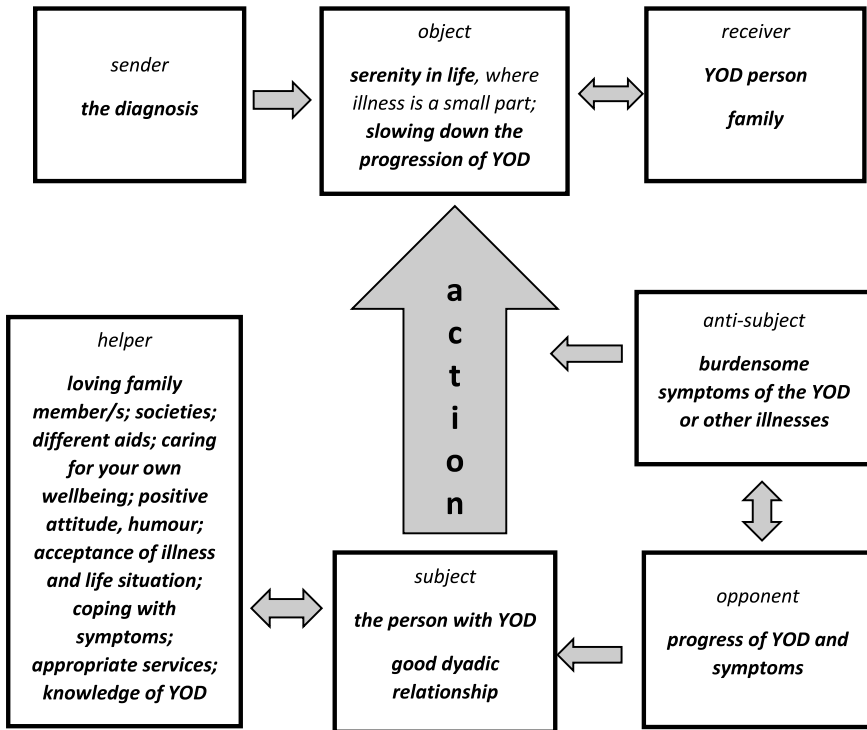 sender
the diagnosis
object
serenity in life, where
illness is a small part;
slowing down the
progression of YOD
receiver
YOD person
family
action
helper
loving family
member/s; societies;
different aids; caring
for your own
wellbeing; positive
attitude, humour;
acceptance of illness
and life situation;
coping with
symptoms;
appropriate services;
knowledge of YOD
subject
the person with YOD
good dyadic
relationship
anti-subject
burdensome
symptoms of the YOD
or other illnesses
opponent
progress of YOD and
symptoms